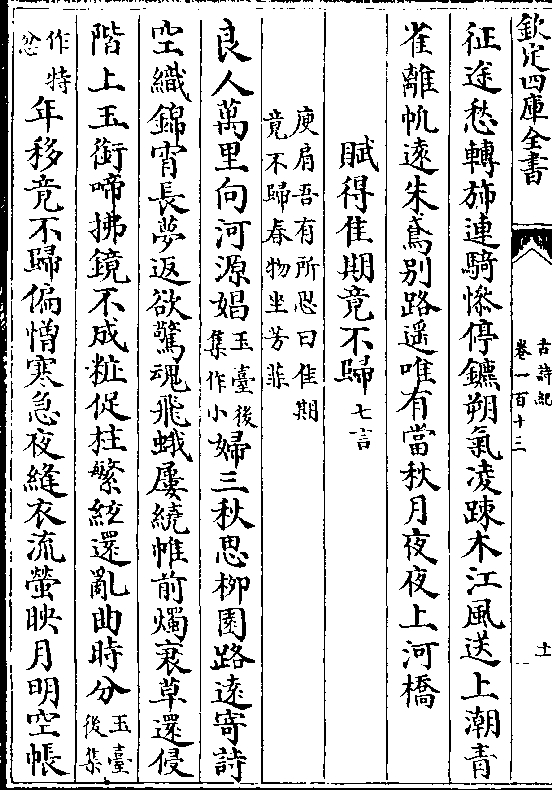 欽定四庫全書
古詩紀
卷一百十三
土
征途愁轉旆連騎慘停鑣朔氣凌疎木江風送上潮青
雀離帆遠朱鳶别路遥唯有當秋月夜夜上河橋
賦得佳期竟不歸七言
庾肩吾有所思曰佳期
竟不歸春物坐芳菲
良人萬里向河源娼玉臺後集作小婦三秋思柳園路遠寄詩
空織錦宵長夢返欲驚魂飛蛾屢繞帷前燭衰草還侵
階上玉銜啼拂鏡不成粧促柱繁絃還亂曲時分玉臺後集
作特忿年移竟不歸偏憎寒急夜縫衣流螢映月明空帳